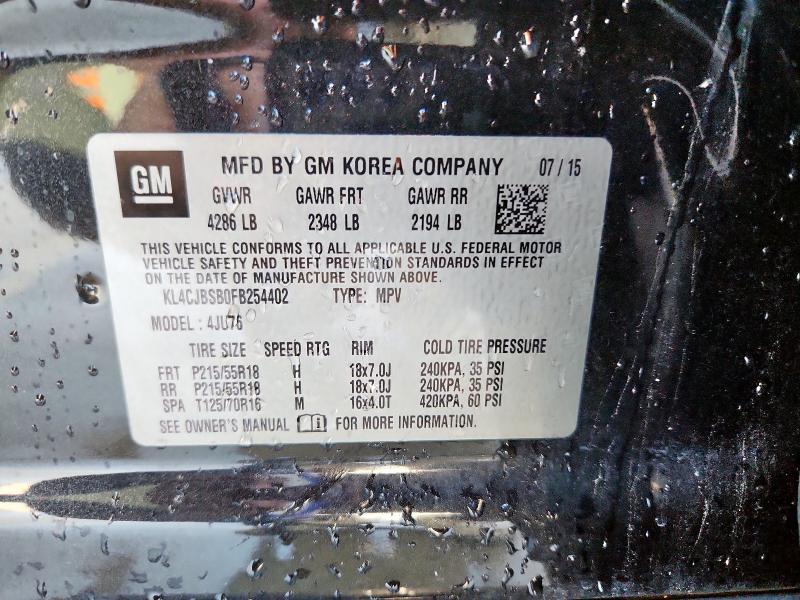 GM MFD BY GM KOREA COMPANY 07 / 15
GVWR GAWR FRT GAWR RR
4286 LB 2348 LB 2194 LB
THIS VEHICLE CONFORMS TO ALL APPLICABLE U.S. FEDERAL MOTOR
VEHICLE SAFETY AND THEFT PREVENTION STANDARDS IN EFFECT
ON THE DATE OF MANUFACTURE SHOWN ABOVE.
KL4CJBSB0FB254402 TYPE: MPV
MODEL : 4JU76
TIRE SIZE SPEED RTG RIM COLD TIRE PRESSURE
FRT P215/55R18 H 18x7.0J 240KPA, 35 PSI
RR P215/55R18 H 18x7.0J 240KPA, 35 PSI
SPA T125/70R16 M 16x4.0T 420KPA, 60 PSI
SEE OWNER'S MANUAL FOR MORE INFORMATION.